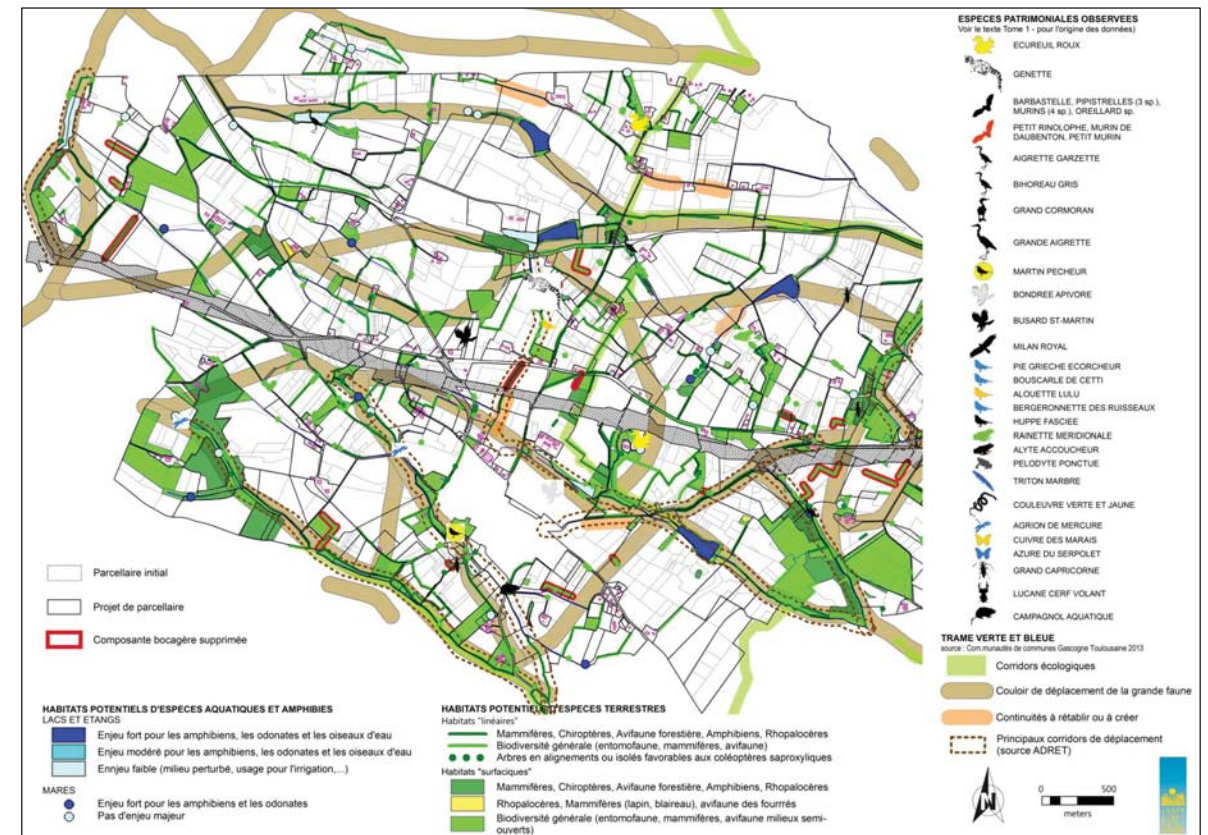 ESPECES PATRIMONIALES OBSERVEES
Voir le texte Tome 1 - pour l'origine des données)
ECUREUIL ROUX
GENETTE
BARBASTELLE, PIPISTRELLES (3 sp.),
MURINS (4 sp.), OREILLARD sp.
PETIT RINOLOPHE, MURIN DE
DAUBENTON, PETIT MURIN
AIGRETTE GARZETTE
BIHOREAU GRIS
GRAND CORMORAN
GRANDE AIGRETTE
MARTIN PECHEUR
BONDREE APIVORE
BUSARD ST-MARTIN
MILAN ROYAL
PIE GRIECHE ECORCHEUR
BOUSCARLE DE CETTI
ALOUETTE LULU
BERGERONNETTE DES RUISSEAUX
HUPPE FASCIEE
RAINETTE MERIDIONALE
ALYTE ACCOUCHEUR
PELODYTE PONCTUE
TRITON MARBRE
COULEUVRE VERTE ET JAUNE
AGRION DE MERCURE
CUIVRE DES MARAIS
AZURE DU SERPOLET
GRAND CAPRICORNE
LUCANE CERF VOLANT
CAMPAGNOL AQUATIQUE
TRAME VERTE ET BLEUE
source : Com.munautés de communes Gascogne Toulousaine 2013
Corridors écologiques
Couloir de déplacement de la grande faune
Continuités à rétablir ou à créer
Principaux corridors de déplacement
(source ADRET)
0 500
meters
Parcellaire initial
Projet de parcellaire
Composante bocagère supprimée
HABITATS POTENTIELS D'ESPECES AQUATIQUES ET AMPHIBIES
LACS ET ETANGS
Enjeu fort pour les amphibiens, les odonates et les oiseaux d'eau
Enjeu modéré pour les amphibiens, les odonates et les oiseaux d'eau
Ennjeu faible (milieu perturbé, usage pour l'irrigation,...)
MARES
Enjeu fort pour les amphibiens et les odonates
Pas d'enjeu majeur
HABITATS POTENTIELS D'ESPECES TERRESTRES
Habitats "linéaires"
Mammifères, Chiroptères, Avifaune forestière, Amphibiens, Rhopalocères
Biodiversité générale (entomofaune, mammifères, avifaune)
Arbres en alignements ou isolés favorables aux coléoptères saproxyliques
Habitats "surfaciques"
Mammifères, Chiroptères, Avifaune forestière, Amphibiens, Rhopalocères
Rhopalocères, Mammifères (lapin, blaireau), avifaune des fourrrés
Biodiversité générale (entomofaune, mammifères, avifaune milieux semi-
ouverts)